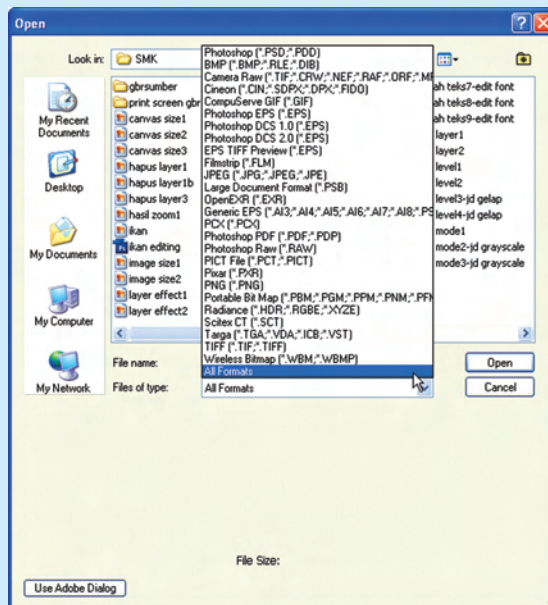 Open
Look in: SMK
My Recent Documents
Desktop
My Documents
My Computer
My Network
gbrsumber
print screen gbr
canvas size1
canvas size2
canvas size3
hapus layer1
hapus layer1b
hapus layer3
hasil zoom1
ikan
ikan editing
image size1
image size2
layer effect1
layer effect2
Photoshop (*.PSD;*.PDD)
BMP (*.BMP;*.RLE;*.DIB)
Camera Raw (*.TIF;*.CRW;*.NEF;*.RAF;*.ORF;*.MF
Cineon (*.CIN;*.SDPX;*.DPX;*.FIDO)
CompuServe GIF (*.GIF)
Photoshop EPS (*.EPS)
Photoshop DCS 1.0 (*.EPS)
Photoshop DCS 2.0 (*.EPS)
EPS TIFF Preview (*.EPS)
Filmstrip (*.FLM)
JPEG (*.JPG;*.JPEG;*.JPE)
Large Document Format (*.PSB)
OpenEXR (*.EXR)
Generic EPS (*.AI3;*.AI4;*.AI5;*.AI6;*.AI7;*.AI8;*.PS
PCX (*.PCX)
Photoshop PDF (*.PDF;*.PDP)
Photoshop Raw (*.RAW)
PICT File (*.PCT;*.PICT)
Pixar (*.PXR)
PNG (*.PNG)
Portable Bit Map (*.PBM;*.PGM;*.PPM;*.PNM;*.PFM
Radiance (*.HDR;*.RGBE;*.XYZE)
Scitex CT (*.SCT)
Targa (*.TGA;*.VDA;*.ICB;*.VST)
TIFF (*.TIF;*.TIFF)
Wireless Bitmap (*.WBM;*.WBMP)
All Formats
ah teks7-edit font
ah teks8-edit font
ah teks9-edit font
layer1
layer2
level1
level2
level3-jd gelap
level4-jd gelap
mode1
mode2-jd grayscale
mode3-jd grayscale
File name:
Open
Files of type: All Formats
Cancel
File Size:
Use Adobe Dialog